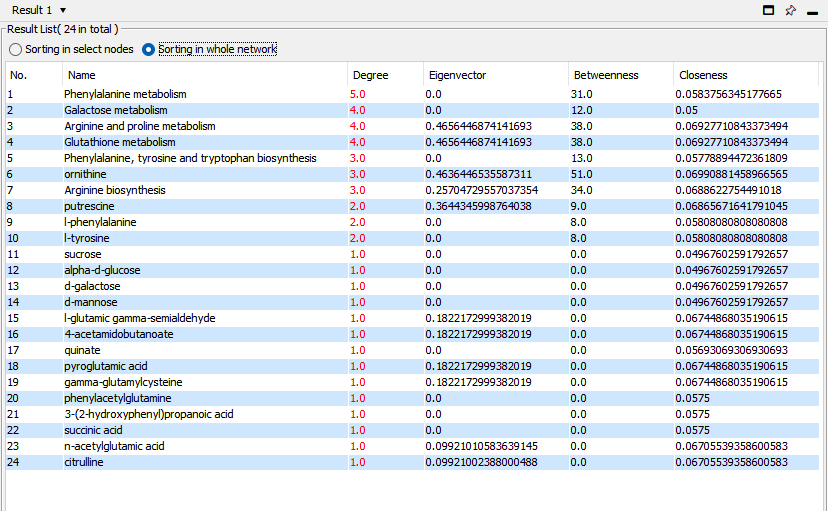 Result 1
Result List( 24 in total )
Sorting in select nodes Sorting in whole network
No. Name Degree Eigenvector Betweenness Closeness
1 Phenylalanine metabolism 5.0 0.0 31.0 0.0583756345177665
2 Galactose metabolism 4.0 0.0 12.0 0.05
3 Arginine and proline metabolism 4.0 0.4656446874141693 38.0 0.06927710843373494
4 Glutathione metabolism 4.0 0.4656446874141693 38.0 0.06927710843373494
5 Phenylalanine, tyrosine and tryptophan biosynthesis 3.0 0.0 13.0 0.05778894472361809
6 ornithine 3.0 0.4636446535587311 51.0 0.06990881458966565
7 Arginine biosynthesis 3.0 0.25704729557037354 34.0 0.0688622754491018
8 putrescine 2.0 0.3644345998764038 9.0 0.06865671641791045
9 l-phenylalanine 2.0 0.0 8.0 0.05808080808080808
10 l-tyrosine 2.0 0.0 8.0 0.05808080808080808
11 sucrose 1.0 0.0 0.0 0.04967602591792657
12 alpha-d-glucose 1.0 0.0 0.0 0.04967602591792657
13 d-galactose 1.0 0.0 0.0 0.04967602591792657
14 d-mannose 1.0 0.0 0.0 0.04967602591792657
15 l-glutamic gamma-semialdehyde 1.0 0.1822172999382019 0.0 0.06744868035190615
16 4-acetamidobutanoate 1.0 0.1822172999382019 0.0 0.06744868035190615
17 quinate 1.0 0.0 0.0 0.05693069306930693
18 pyroglutamic acid 1.0 0.1822172999382019 0.0 0.06744868035190615
19 gamma-glutamylcysteine 1.0 0.1822172999382019 0.0 0.06744868035190615
20 phenylacetylglutamine 1.0 0.0 0.0 0.0575
21 3-(2-hydroxyphenyl)propanoic acid 1.0 0.0 0.0 0.0575
22 succinic acid 1.0 0.0 0.0 0.0575
23 n-acetylglutamic acid 1.0 0.09921010583639145 0.0 0.06705539358600583
24 citrulline 1.0 0.09921002388000488 0.0 0.06705539358600583